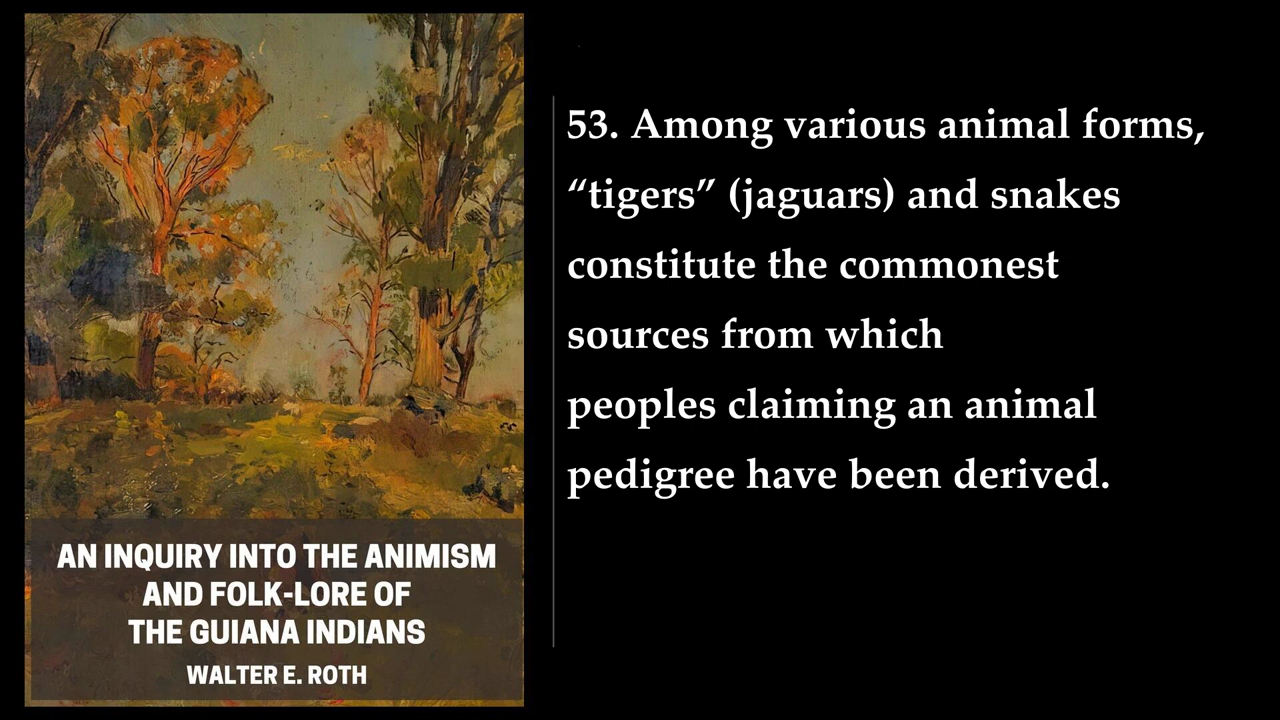 53. Among various animal forms,
“tigers” (jaguars) and snakes
constitute the commonest
sources from which
peoples claiming an animal
pedigree have been derived.
AN INQUIRY INTO THE ANIMISM
AND FOLK-LORE OF
THE GUIANA INDIANS
WALTER E. ROTH